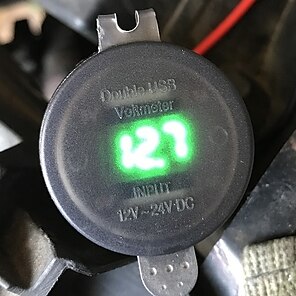 Double USB
Voltmeter
12.7
INPUT
12V~24V DC